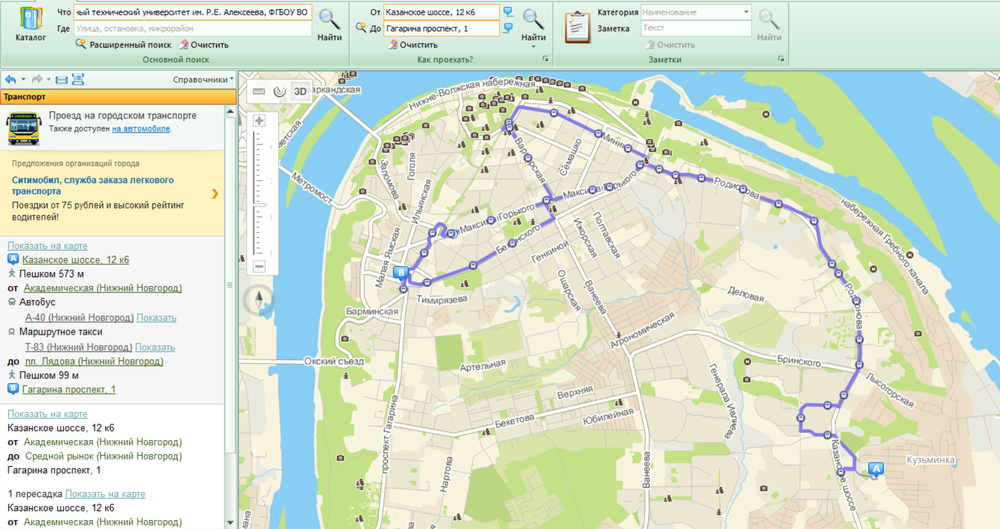 Что
ный технический университет им. Р.Е. Алексеева, ФГБОУ ВО
Где
Улица, остановка, микрорайон
Каталог
Расширенный поиск
Очистить
Найти
Основной поиск
От
Казанское шоссе, 12 к6
До
Гагарина проспект, 1
Очистить
Найти
Как проехать?
Категория
Наименование
Заметка
Текст
Очистить
Найти
Заметки
Справочники
Транспорт
Проезд на городском транспорте
Также доступен на автомобиле.
Предложения организаций города
Ситимобил, служба заказа легкового
транспорта
Поездки от 75 рублей и высокий рейтинг
водителей!
Показать на карте
A Казанское шоссе, 12 к6
Пешком 573 м
от Академическая (Нижний Новгород)
Автобус
А-40 (Нижний Новгород) Показать
Маршрутное такси
Т-83 (Нижний Новгород) Показать
до пл. Лядова (Нижний Новгород)
Пешком 99 м
B Гагарина проспект, 1
Показать на карте
Казанское шоссе, 12 к6
от Академическая (Нижний Новгород)
до Средной рынок (Нижний Новгород)
Гагарина проспект, 1
1 пересадка Показать на карте
Казанское шоссе, 12 к6
от Академическая (Нижний Новгород)
3D
аркандская
Нижне-Волжская набережная
етская
Метромост
Заломова
Гоголя
Ильинская
Малая Ямская
Варварская
Семашко
Минина
Максима Горького
Максима Горького
Родионова
набережная Гребного канала
Белинского
Генкиной
Ижорская
Полтавская
Ошарская
Ванеева
B
Тимирязева
Барминская
Окский съезд
Артельная
Агрономическая
Деловая
Родионова
Бринского
Лысогорская
Генерала Ивлиева
Верхняя
Юбилейная
Бекетова
проспект Гагарина
Нартова
Ванеева
Казанское шоссе
A
Кузьминка